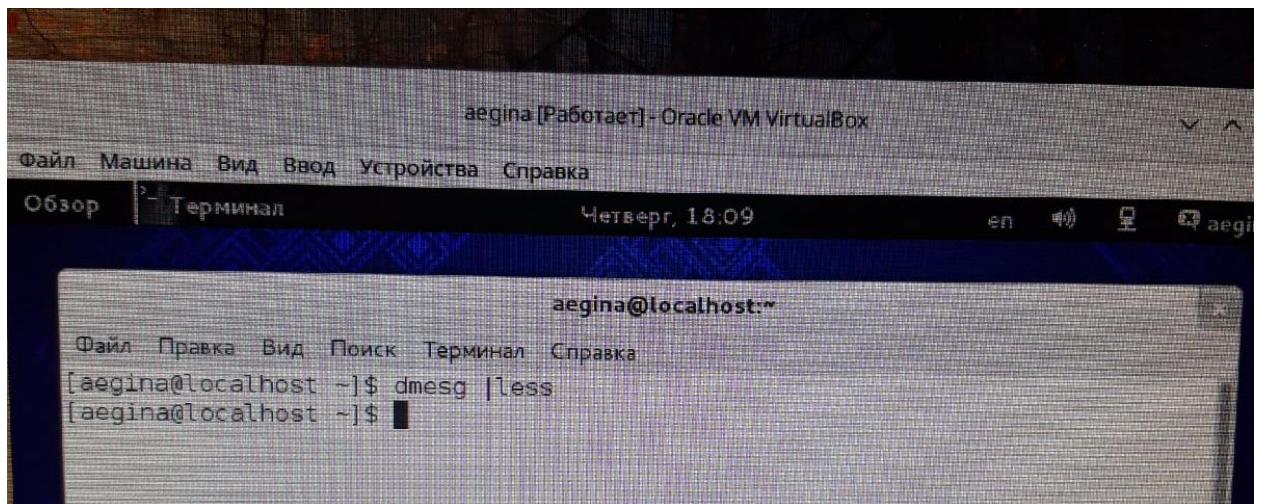 aegina [Работает] - Oracle VM VirtualBox
Файл Машина Вид Ввод Устройства Справка
Обзор Терминал Четверг, 18:09 en aegi
aegina@localhost:~
Файл Правка Вид Поиск Терминал Справка
[aegina@localhost ~]$ dmesg |less
[aegina@localhost ~]$